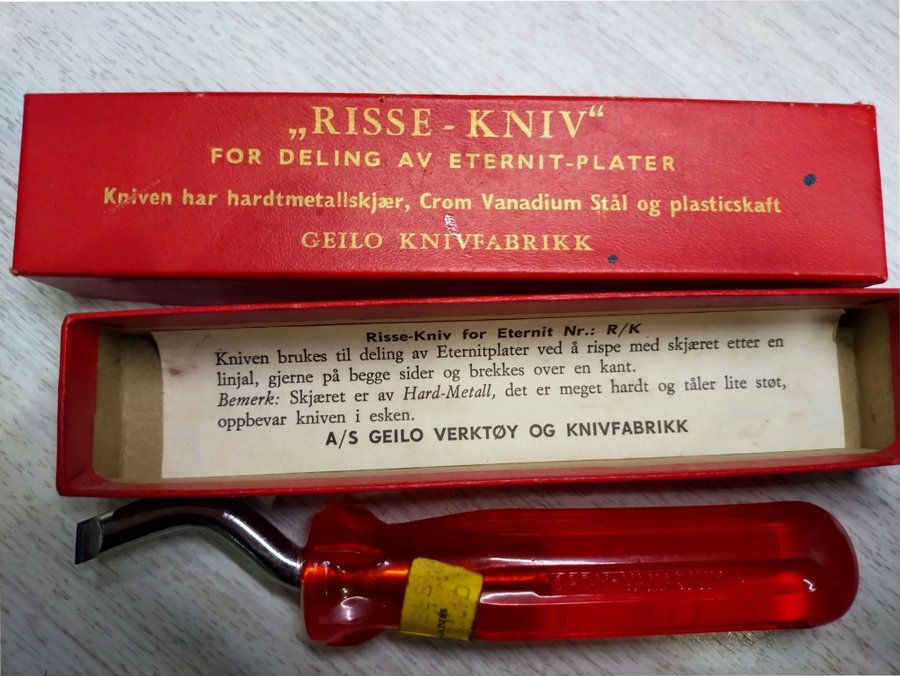 „RISSE - KNIV“
FOR DELING AV ETERNIT-PLATER
Kniven har hardtmetallskjær, Crom Vanadium Stål og plasticskaft
GEILO KNIVFABRIKK
Risse-Kniv for Eternit Nr.: R/K
Kniven brukes til deling av Eternitplater ved å rispe med skjæret etter en
linjal, gjerne på begge sider og brekkes over en kant.
Bemerk: Skjæret er av Hard-Metall, det er meget hardt og tåler lite støt,
oppbevar kniven i esken.
A/S GEILO VERKTØY OG KNIVFABRIKK